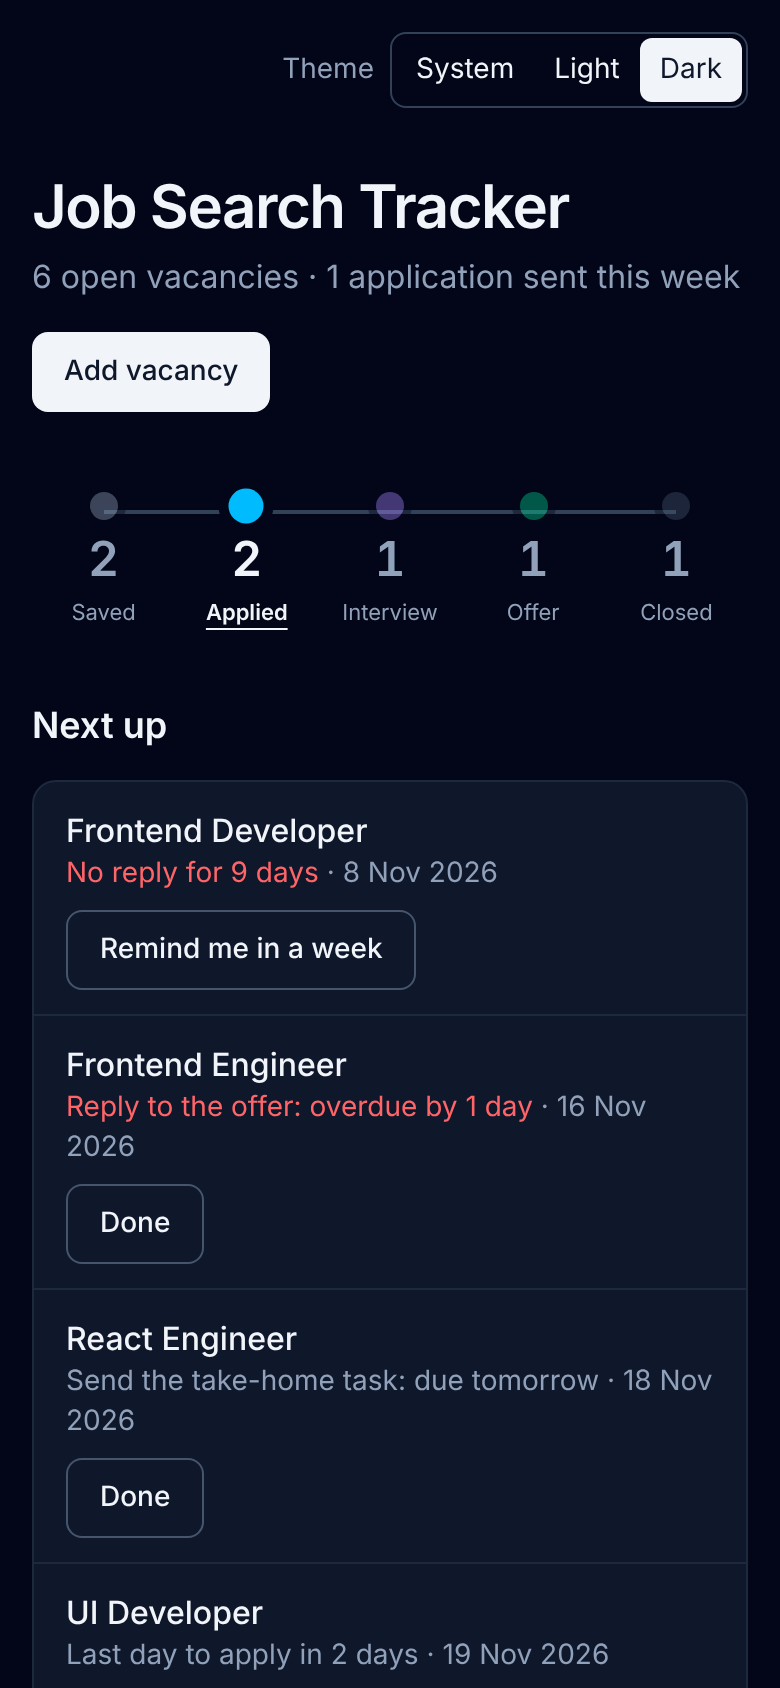 Theme System Light Dark
Job Search Tracker
6 open vacancies · 1 application sent this week
Add vacancy
2 2 1 1 1
Saved Applied Interview Offer Closed
Next up
Frontend Developer
No reply for 9 days · 8 Nov 2026
Remind me in a week
Frontend Engineer
Reply to the offer: overdue by 1 day · 16 Nov
2026
Done
React Engineer
Send the take-home task: due tomorrow · 18 Nov
2026
Done
UI Developer
Last day to apply in 2 days · 19 Nov 2026